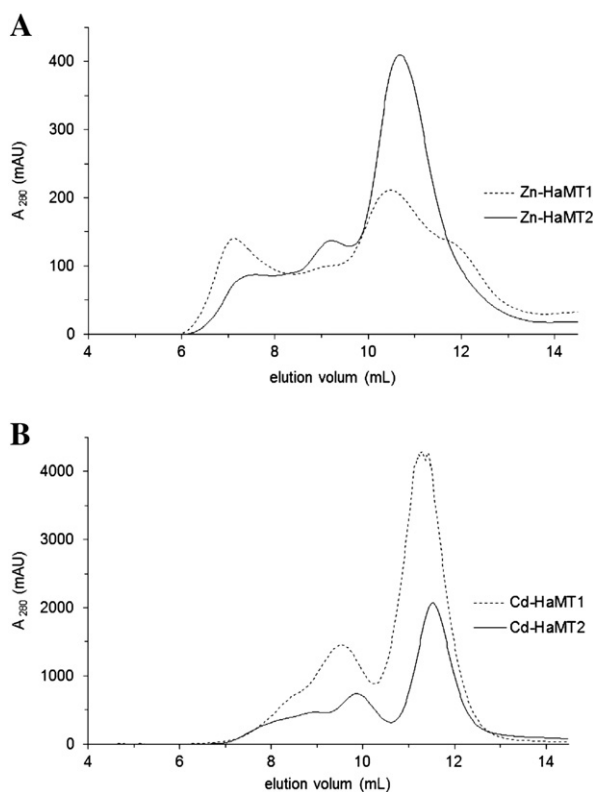 A
400
300
200
100
0
A 280 (mAU)
4 6 8 10 12 14
elution volum (mL)
Zn-HaMT1
Zn-HaMT2
B
4000
3000
2000
1000
0
A 280 (mAU)
4 6 8 10 12 14
elution volum (mL)
Cd-HaMT1
Cd-HaMT2